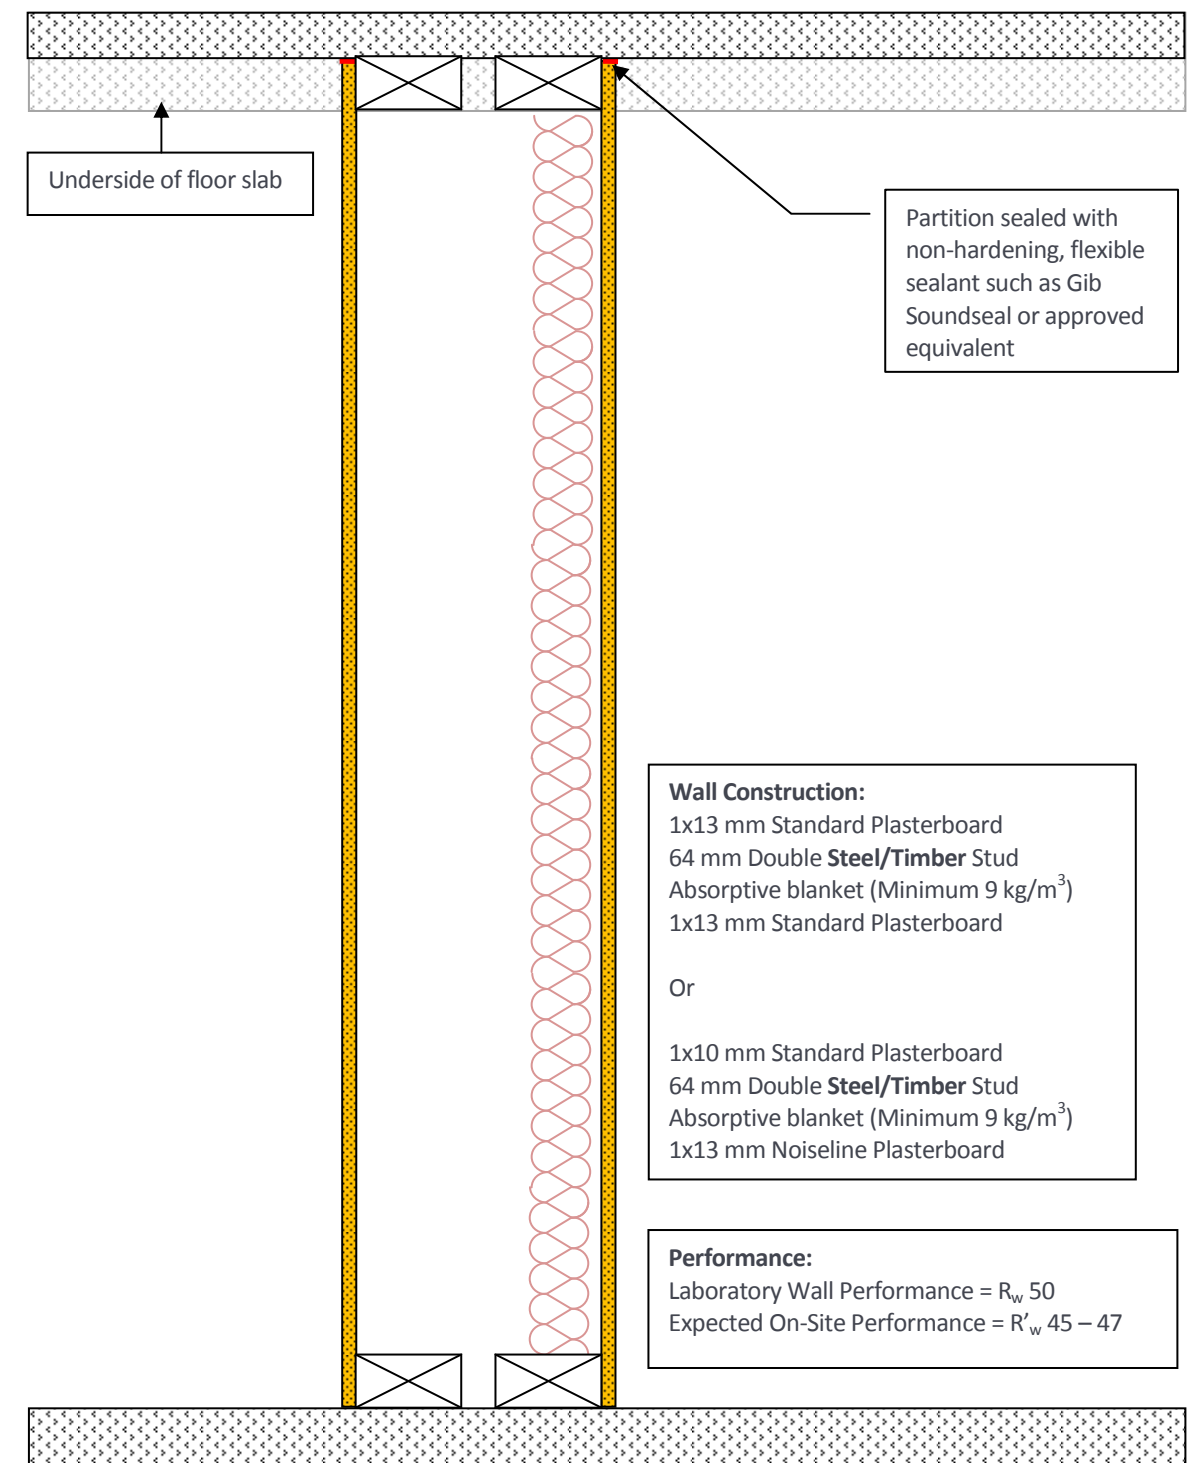 Underside of floor slab
Partition sealed with
non-hardening, flexible
sealant such as Gib
Soundseal or approved
equivalent
Wall Construction:
1x13 mm Standard Plasterboard
64 mm Double Steel/Timber Stud
Absorptive blanket (Minimum 9 kg/m³)
1x13 mm Standard Plasterboard
Or
1x10 mm Standard Plasterboard
64 mm Double Steel/Timber Stud
Absorptive blanket (Minimum 9 kg/m³)
1x13 mm Noiseline Plasterboard
Performance:
Laboratory Wall Performance = Rw 50
Expected On-Site Performance = R’w 45 – 47